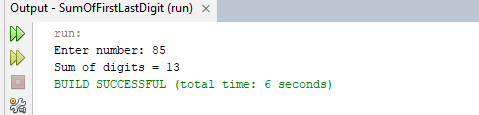 Output - SumOfFirstLastDigit (run) ×
run:
Enter number: 85
Sum of digits = 13
BUILD SUCCESSFUL (total time: 6 seconds)